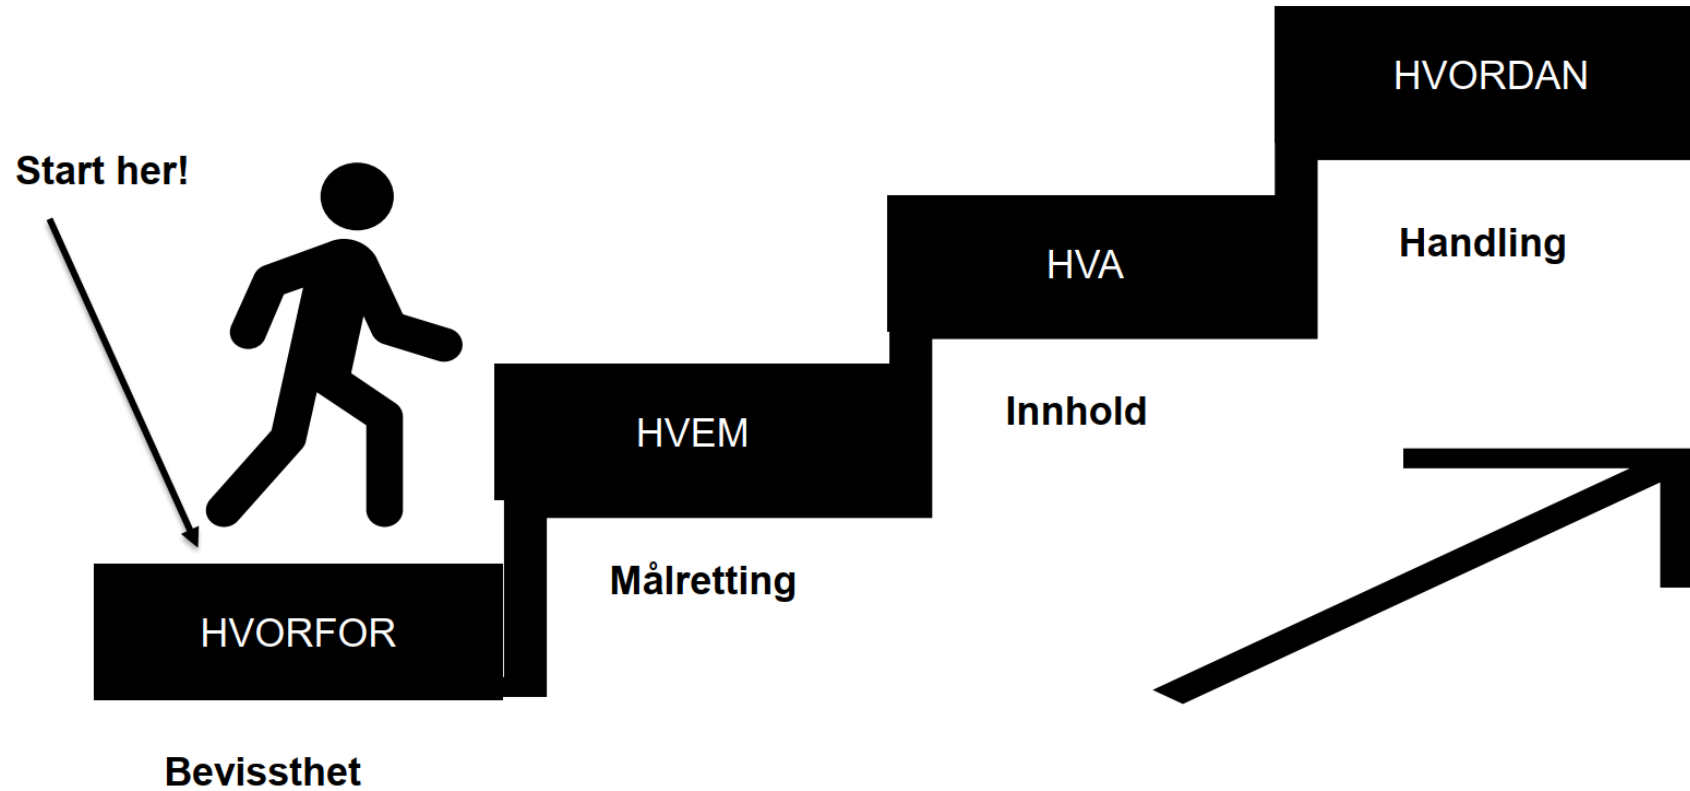 Start her!
HVORFOR
Bevissthet
HVEM
Målretting
HVA
Innhold
HVORDAN
Handling